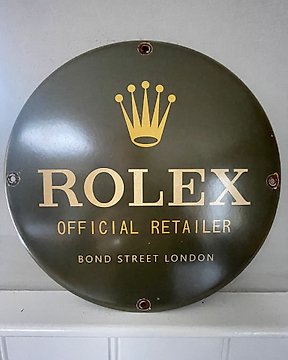 ROLEX
OFFICIAL RETAILER
BOND STREET LONDON